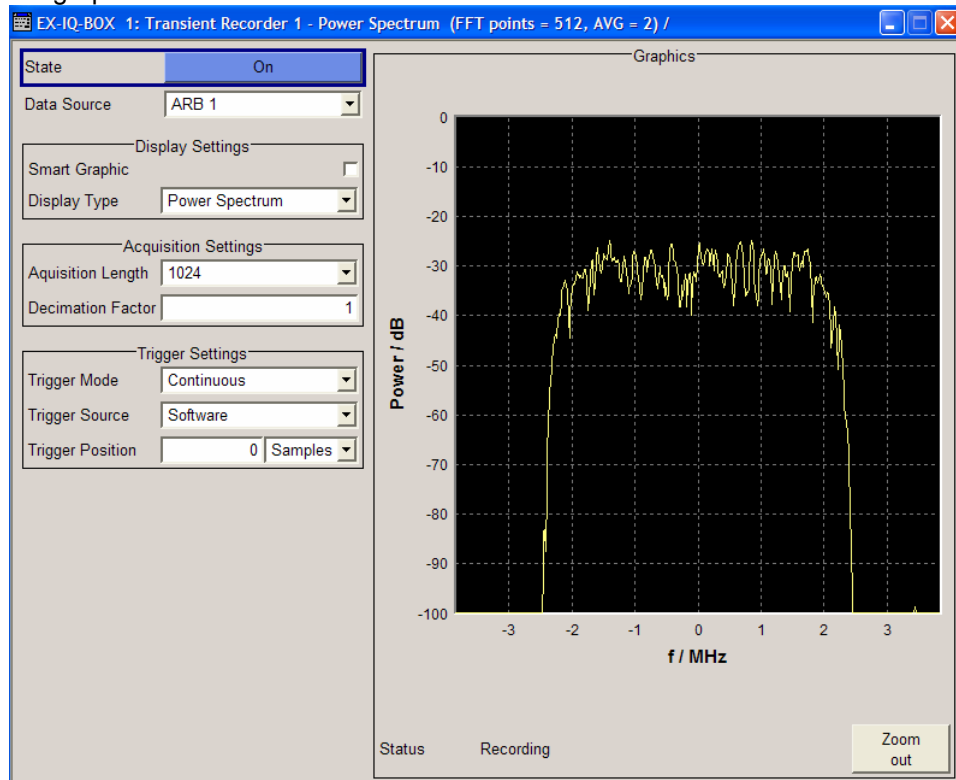 EX-IQ-BOX 1: Transient Recorder 1 - Power Spectrum (FFT points = 512, AVG = 2) /
State On
Data Source ARB 1
Display Settings
Smart Graphic
Display Type Power Spectrum
Acquisition Settings
Aquisition Length 1024
Decimation Factor 1
Trigger Settings
Trigger Mode Continuous
Trigger Source Software
Trigger Position 0 Samples
Graphics
0
-10
-20
-30
-40
-50
-60
-70
-80
-90
-100
Power / dB
-3 -2 -1 0 1 2 3
f / MHz
Status Recording
Zoom
out